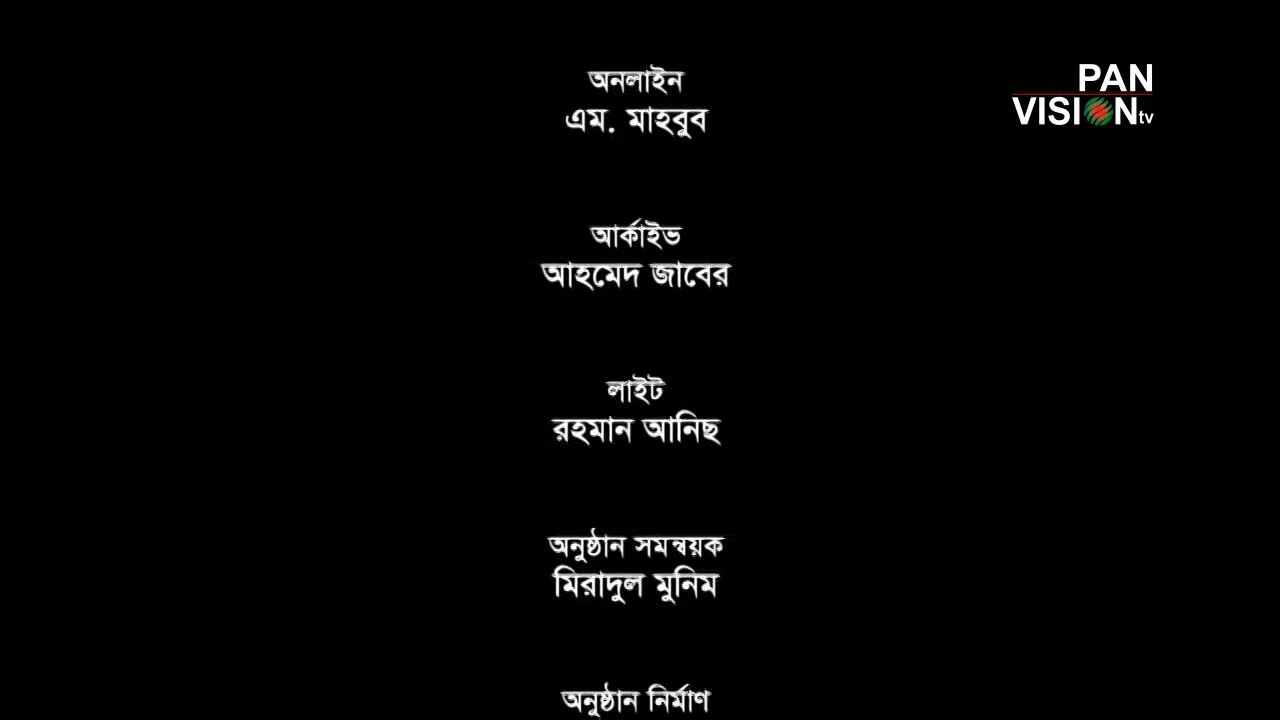 অনলাইন
এম. মাহবুব
PAN
VISION tv
আর্কাইভ
আহমেদ জাবের
লাইট
রহমান আনিছ
অনুষ্ঠান সমন্বয়ক
মিরাদুল মুনিম
অনুষ্ঠান নির্মাণ